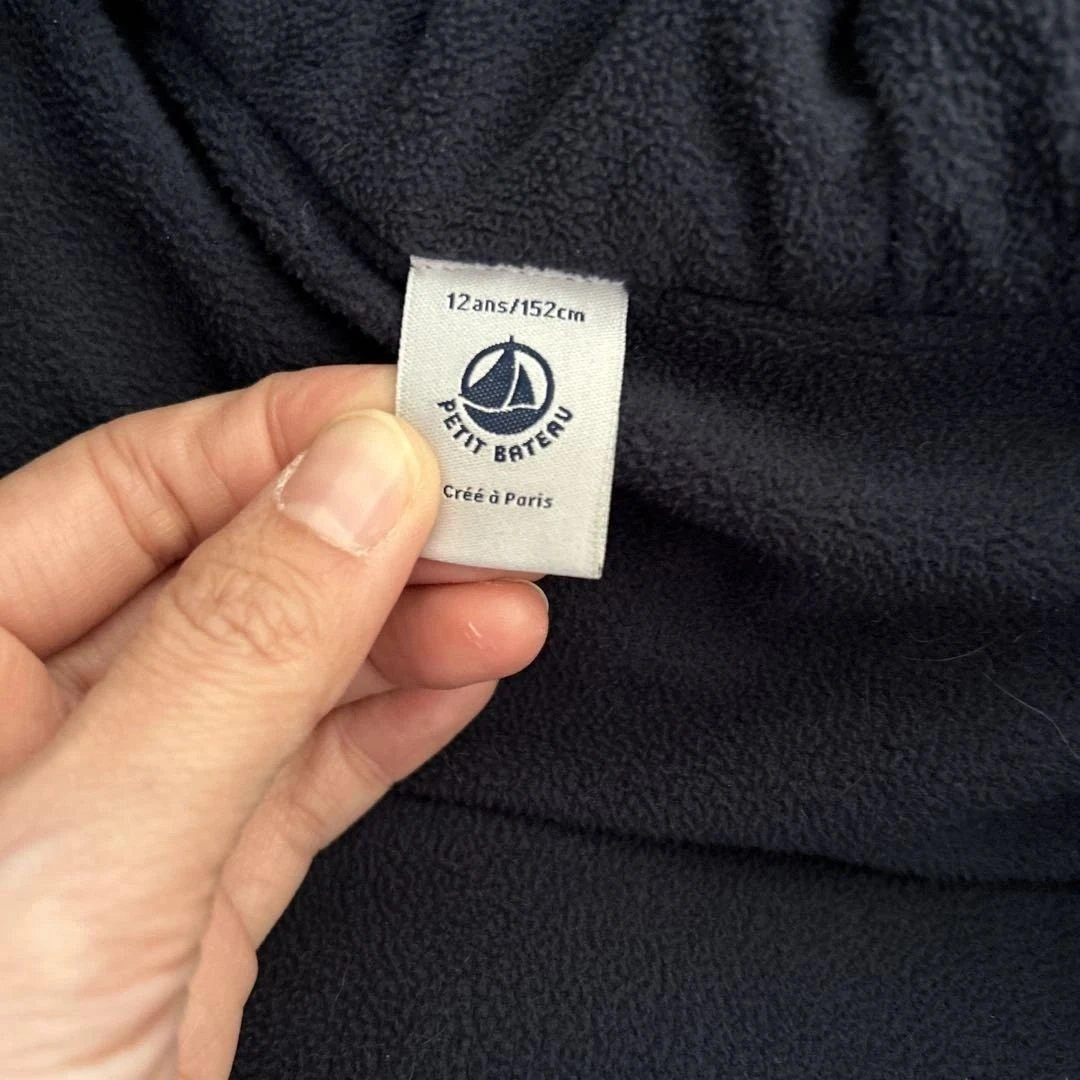 12ans/152cm
PETIT BATEAU
Créé à Paris